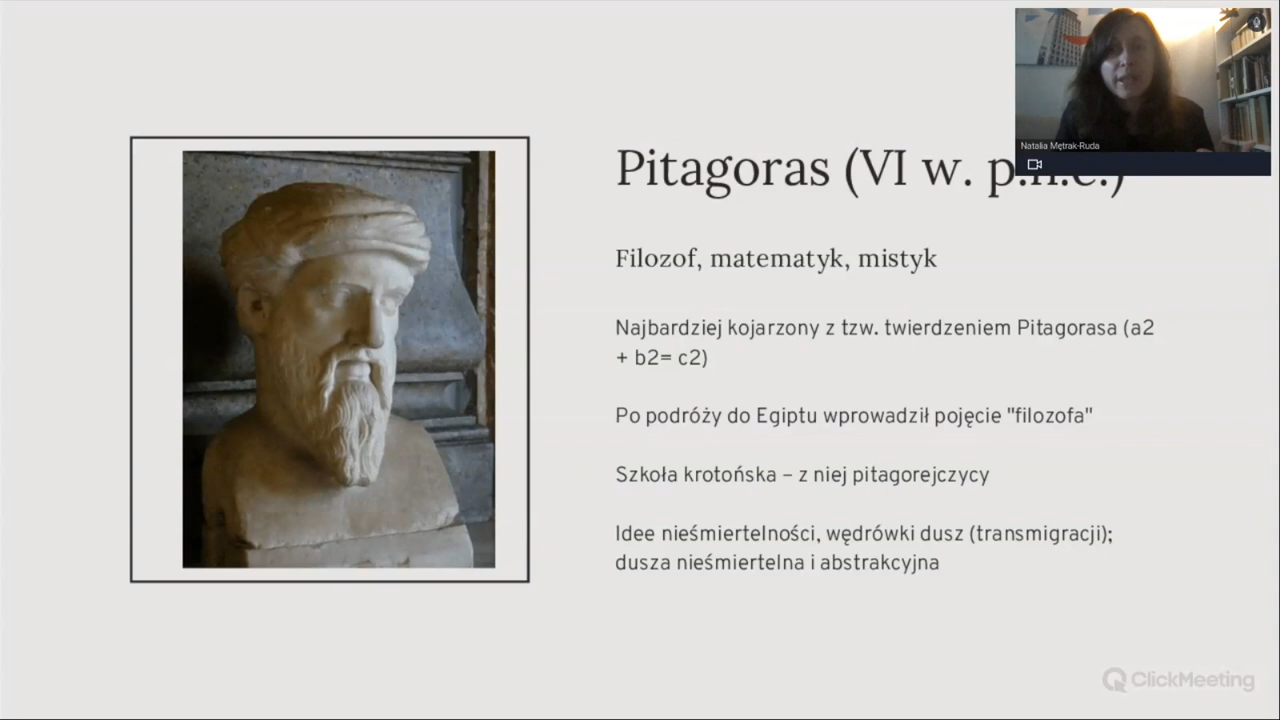 Natalia Mętrak-Ruda
Pitagoras (VI w. p.n.e.)
Filozof, matematyk, mistyk
Najbardziej kojarzony z tzw. twierdzeniem Pitagorasa (a2
+ b2= c2)
Po podróży do Egiptu wprowadził pojęcie "filozofa"
Szkoła krotońska – z niej pitagorejczycy
Idee nieśmiertelności, wędrówki dusz (transmigracji);
dusza nieśmiertelna i abstrakcyjna
ClickMeeting